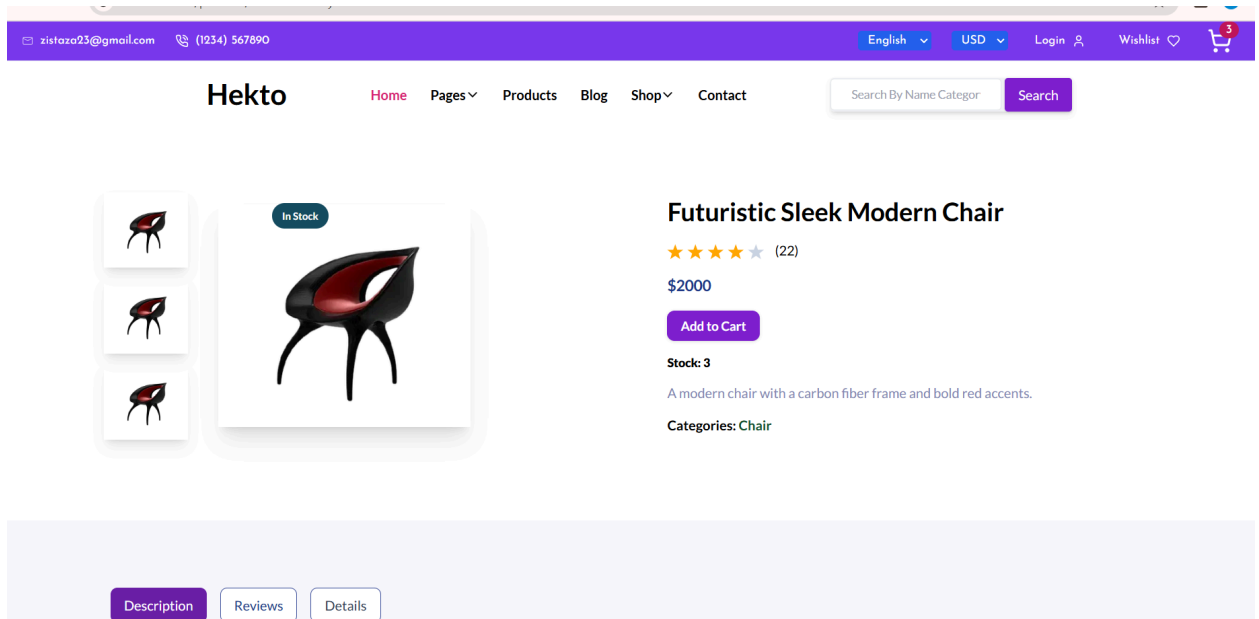 zistaza23@gmail.com (1234) 567890 English USD Login Wishlist 3
Hekto Home Pages Products Blog Shop Contact Search By Name Categor Search
In Stock
Futuristic Sleek Modern Chair
(22)
$2000
Add to Cart
Stock: 3
A modern chair with a carbon fiber frame and bold red accents.
Categories: Chair
Description Reviews Details